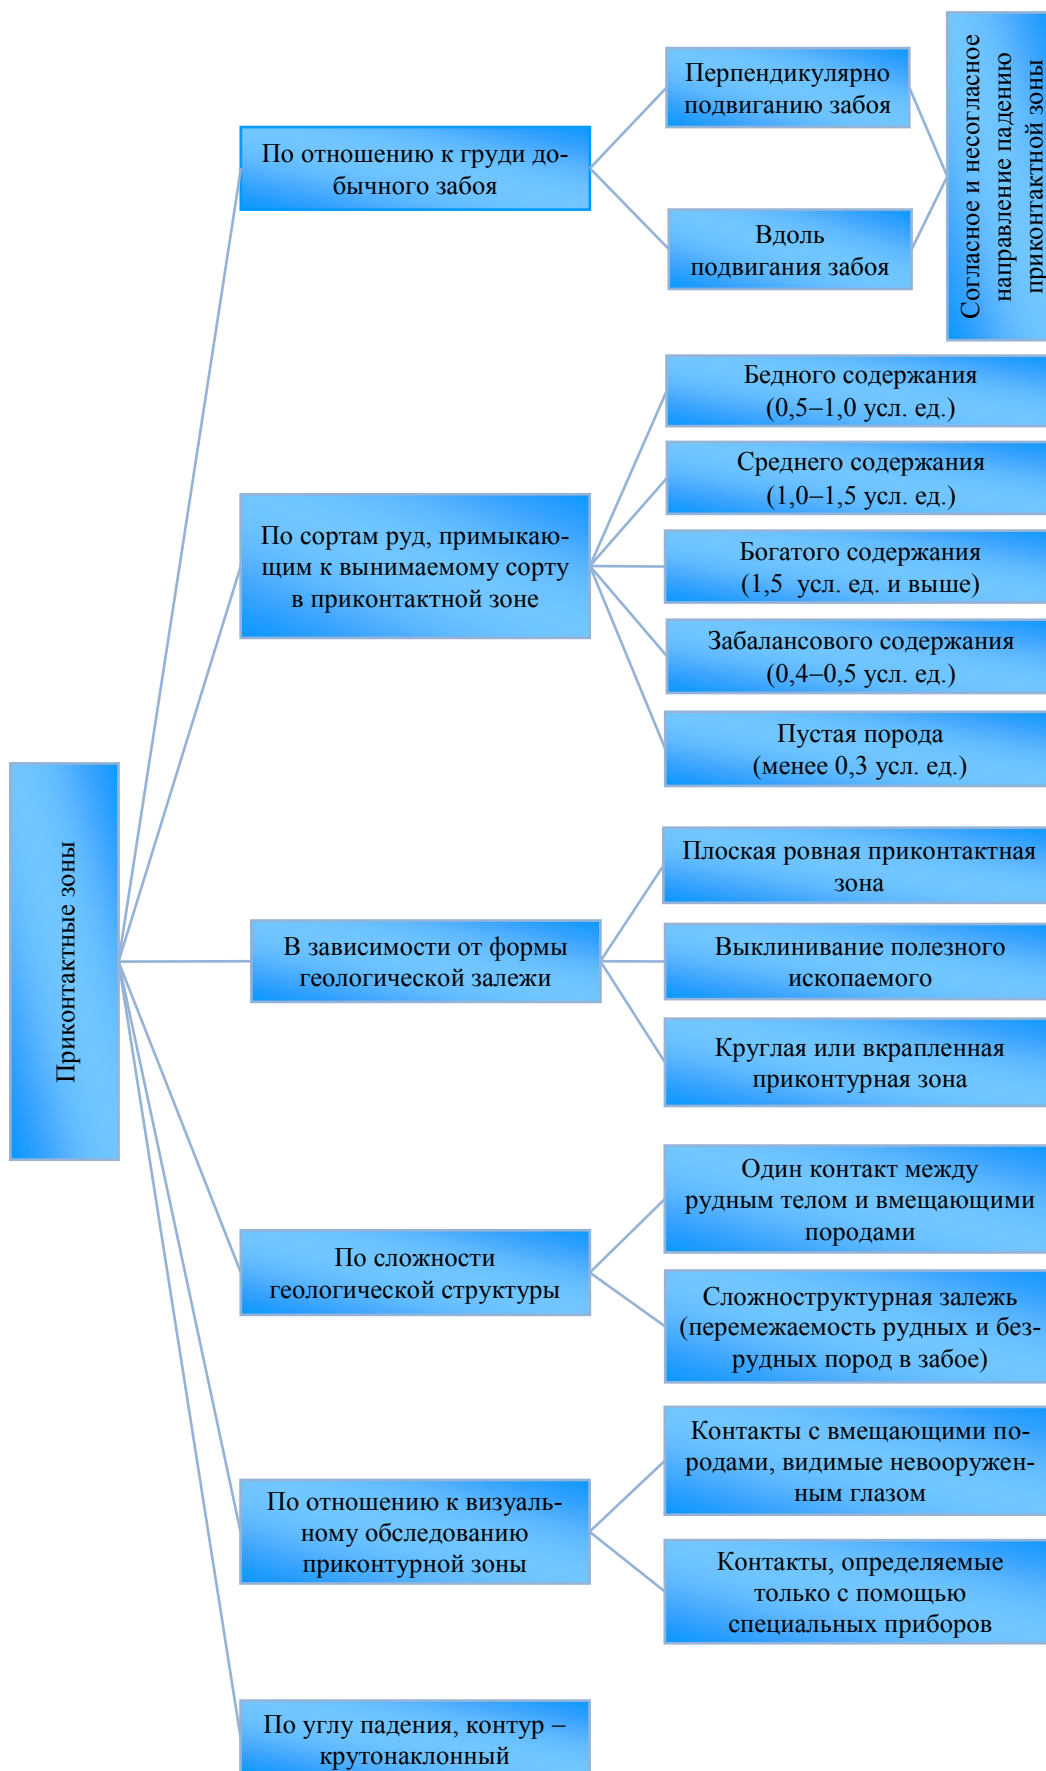 Приконтактные зоны
По отношению к груди до-
бычного забоя
Перпендикулярно
подвиганию забоя
Вдоль
подвигания забоя
Согласное и несогласное
направление падению
приконтактной зоны
По сортам руд, примыкаю-
щим к вынимаемому сорту
в приконтактной зоне
Бедного содержания
(0,5–1,0 усл. ед.)
Среднего содержания
(1,0–1,5 усл. ед.)
Богатого содержания
(1,5 усл. ед. и выше)
Забалансового содержания
(0,4–0,5 усл. ед.)
Пустая порода
(менее 0,3 усл. ед.)
В зависимости от формы
геологической залежи
Плоская ровная приконтактная
зона
Выклинивание полезного
ископаемого
Круглая или вкрапленная
приконтурная зона
По сложности
геологической структуры
Один контакт между
рудным телом и вмещающими
породами
Сложноструктурная залежь
(перемежаемость рудных и без-
рудных пород в забое)
По отношению к визуаль-
ному обследованию
приконтурной зоны
Контакты с вмещающими по-
родами, видимые невооружен-
ным глазом
Контакты, определяемые
только с помощью
специальных приборов
По углу падения, контур –
крутонаклонный